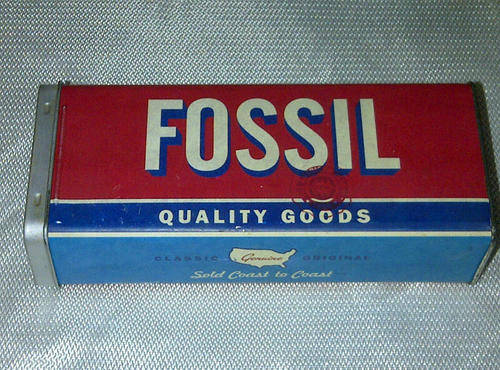 FOSSIL
QUALITY GOODS
CLASSIC Genuine ORIGINAL
Sold Coast to Coast